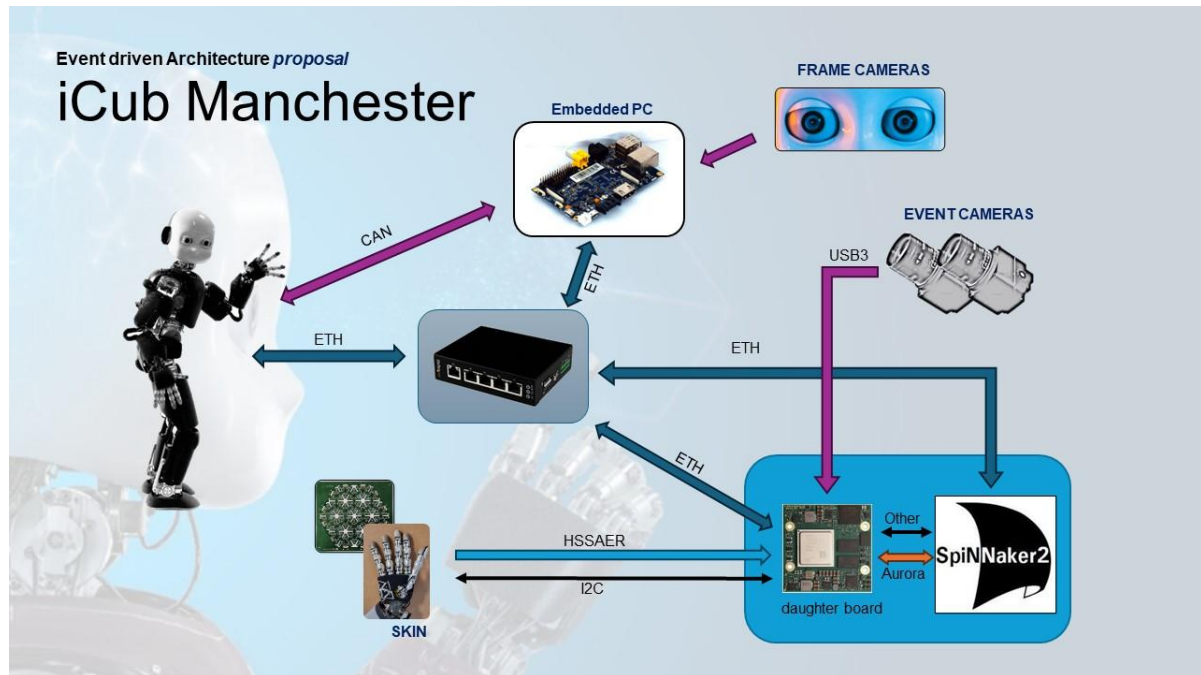 Event driven Architecture proposal
iCub Manchester
FRAME CAMERAS
Embedded PC
EVENT CAMERAS
CAN
USB3
ETH
ETH
ETH
ETH
HSSAER
I2C
SKIN
Other
Aurora
SpiNNaker2
daughter board